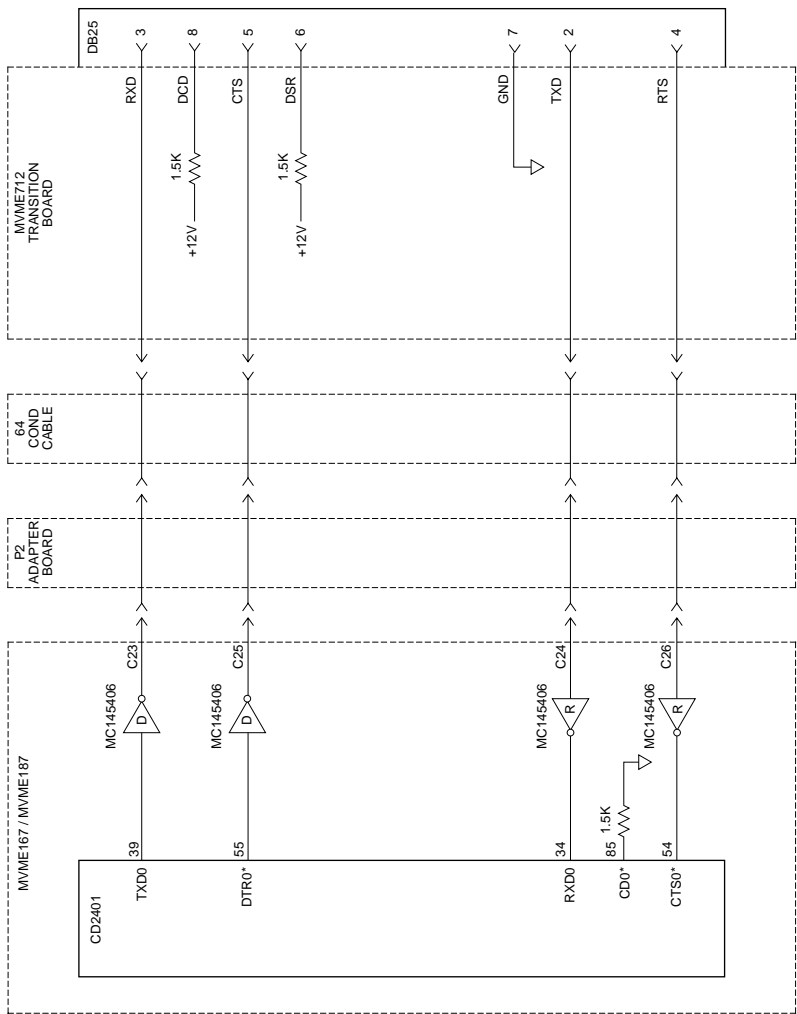 MVME167 / MVME187
P2
ADAPTER
BOARD
64
COND
CABLE
MVME712
TRANSITION
BOARD
CD2401
DB25
TXD0
39
MC145406
D
C23
RXD
3
+12V
1.5K
DCD
8
DTR0*
55
MC145406
D
C25
CTS
5
+12V
1.5K
DSR
6
GND
7
RXD0
34
MC145406
R
C24
TXD
2
CD0*
85
1.5K
CTS0*
54
MC145406
R
C26
RTS
4